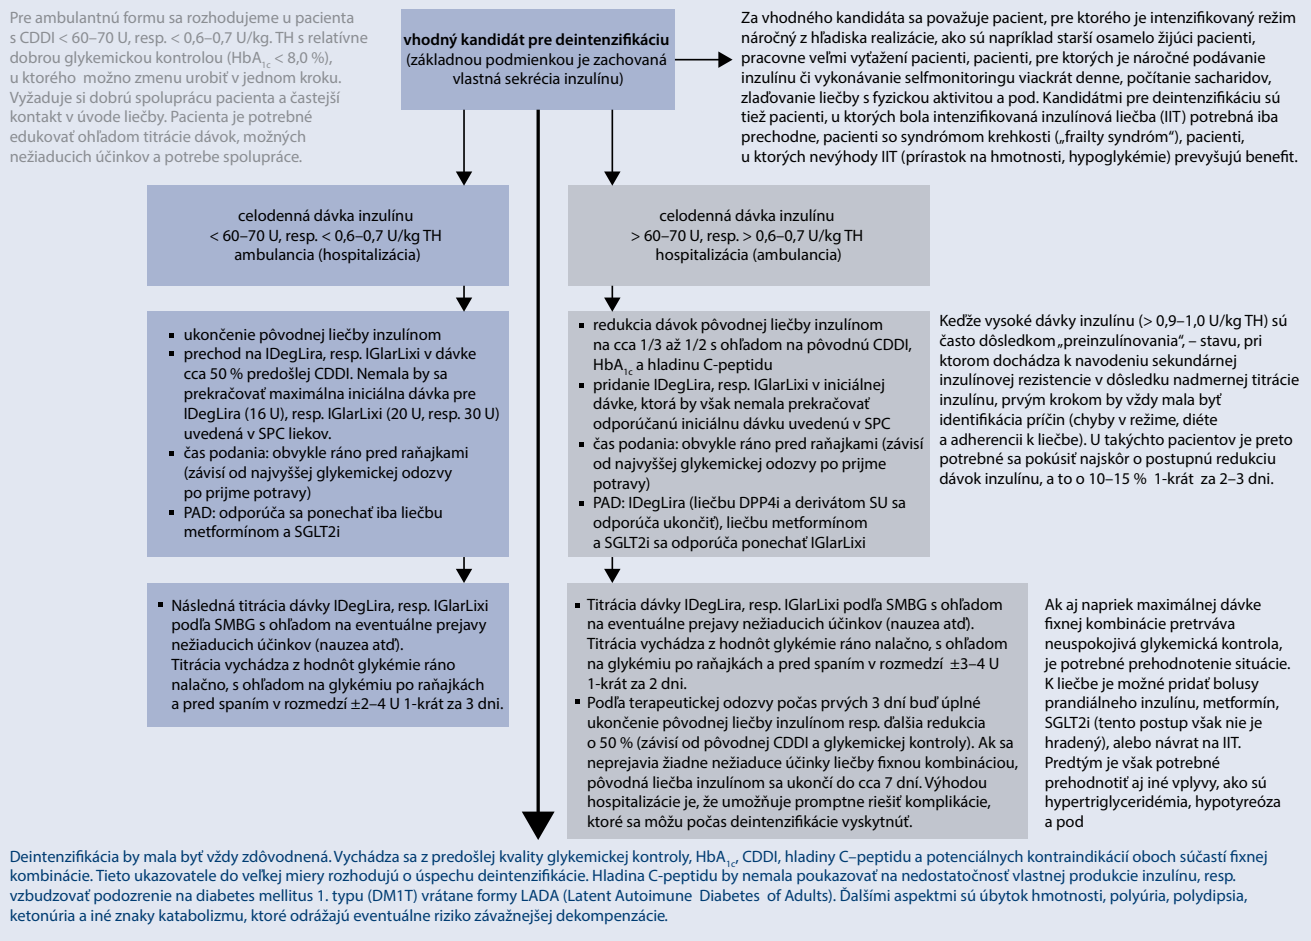 Pre ambulantnú formu sa rozhodujeme u pacienta
s CDDI < 60–70 U, resp. < 0,6–0,7 U/kg. TH s relatívne
dobrou glykemickou kontrolou (HbA1c < 8,0 %),
u ktorého možno zmenu urobiť v jednom kroku.
Vyžaduje si dobrú spoluprácu pacienta a častejší
kontakt v úvode liečby. Pacienta je potrebné
edukovať ohľadom titrácie dávok, možných
nežiaducich účinkov a potrebe spolupráce.
vhodný kandidát pre deintenzifikáciu
(základnou podmienkou je zachovaná
vlastná sekrécia inzulínu)
Za vhodného kandidáta sa považuje pacient, pre ktorého je intenzifikovaný režim
náročný z hľadiska realizácie, ako sú napríklad starší osamelo žijúci pacienti,
pracovne veľmi vyťažení pacienti, pacienti, pre ktorých je náročné podávanie
inzulínu či vykonávanie selfmonitoringu viackrát denne, počítanie sacharidov,
zlaďovanie liečby s fyzickou aktivitou a pod. Kandidátmi pre deintenzifikáciu sú
tiež pacienti, u ktorých bola intenzifikovaná inzulínová liečba (IIT) potrebná iba
prechodne, pacienti so syndrómom krehkosti („frailty syndróm“), pacienti,
u ktorých nevýhody IIT (prírastok na hmotnosti, hypoglykémie) prevyšujú benefit.
celodenná dávka inzulínu
< 60–70 U, resp. < 0,6–0,7 U/kg TH
ambulancia (hospitalizácia)
celodenná dávka inzulínu
> 60–70 U, resp. > 0,6–0,7 U/kg TH
hospitalizácia (ambulancia)
▪ ukončenie pôvodnej liečby inzulínom
▪ prechod na IDegLira, resp. IGlarLixi v dávke
cca 50 % predošlej CDDI. Nemala by sa
prekračovať maximálna iniciálna dávka pre
IDegLira (16 U), resp. IGlarLixi (20 U, resp. 30 U)
uvedená v SPC liekov.
▪ čas podania: obvykle ráno pred raňajkami
(závisí od najvyššej glykemickej odozvy
po prijme potravy)
▪ PAD: odporúča sa ponechať iba liečbu
metformínom a SGLT2i
▪ redukcia dávok pôvodnej liečby inzulínom
na cca 1/3 až 1/2 s ohľadom na pôvodnú CDDI,
HbA1c a hladinu C-peptidu
▪ pridanie IDegLira, resp. IGlarLixi v iniciálnej
dávke, ktorá by však nemala prekračovať
odporúčanú iniciálnu dávku uvedenú v SPC
▪ čas podania: obvykle ráno pred raňajkami (závisí
od najvyššej glykemickej odozvy po prijme
potravy)
▪ PAD: IDegLira (liečbu DPP4i a derivátom SU sa
odporúča ukončiť), liečbu metformínom
a SGLT2i sa odporúča ponechať IGlarLixi
Keďže vysoké dávky inzulínu (> 0,9–1,0 U/kg TH) sú
často dôsledkom „preinzulínovania“, – stavu, pri
ktorom dochádza k navodeniu sekundárnej
inzulínovej rezistencie v dôsledku nadmernej titrácie
inzulínu, prvým krokom by vždy mala byť
identifikácia príčin (chyby v režime, diéte
a adherencii k liečbe). U takýchto pacientov je preto
potrebné sa pokúsiť najskôr o postupnú redukciu
dávok inzulínu, a to o 10–15 % 1-krát za 2–3 dni.
▪ Následná titrácia dávky IDegLira, resp. IGlarLixi
podľa SMBG s ohľadom na eventuálne prejavy
nežiaducich účinkov (nauzea atď).
Titrácia vychádza z hodnôt glykémie ráno
nalačno, s ohľadom na glykémiu po raňajkách
a pred spaním v rozmedzí ±2–4 U 1-krát za 3 dni.
▪ Titrácia dávky IDegLira, resp. IGlarLixi podľa SMBG s ohľadom
na eventuálne prejavy nežiaducich účinkov (nauzea atď).
Titrácia vychádza z hodnôt glykémie ráno nalačno, s ohľadom
na glykémiu po raňajkách a pred spaním v rozmedzí ±3–4 U
1-krát za 2 dni.
▪ Podľa terapeutickej odozvy počas prvých 3 dní buď úplné
ukončenie pôvodnej liečby inzulínom resp. ďalšia redukcia
o 50 % (závisí od pôvodnej CDDI a glykemickej kontroly). Ak sa
neprejavia žiadne nežiaduce účinky liečby fixnou kombináciou,
pôvodná liečba inzulínom sa ukončí do cca 7 dní. Výhodou
hospitalizácie je, že umožňuje promptne riešiť komplikácie,
ktoré sa môžu počas deintenzifikácie vyskytnúť.
Ak aj napriek maximálnej dávke
fixnej kombinácie pretrváva
neuspokojivá glykemická kontrola,
je potrebné prehodnotenie situácie.
K liečbe je možné pridať bolusy
prandiálneho inzulínu, metformín,
SGLT2i (tento postup však nie je
hradený), alebo návrat na IIT.
Predtým je však potrebné
prehodnotiť aj iné vplyvy, ako sú
hypertriglyceridémia, hypotyreóza
a pod
Deintenzifikácia by mala byť vždy zdôvodnená. Vychádza sa z predošlej kvality glykemickej kontroly, HbA1c, CDDI, hladiny C–peptidu a potenciálnych kontraindikácií oboch súčastí fixnej
kombinácie. Tieto ukazovatele do veľkej miery rozhodujú o úspechu deintenzifikácie. Hladina C-peptidu by nemala poukazovať na nedostatočnosť vlastnej produkcie inzulínu, resp.
vzbudzovať podozrenie na diabetes mellitus 1. typu (DM1T) vrátane formy LADA (Latent Autoimune Diabetes of Adults). Ďalšími aspektmi sú úbytok hmotnosti, polyúria, polydipsia,
ketonúria a iné znaky katabolizmu, ktoré odrážajú eventuálne riziko závažnejšej dekompenzácie.